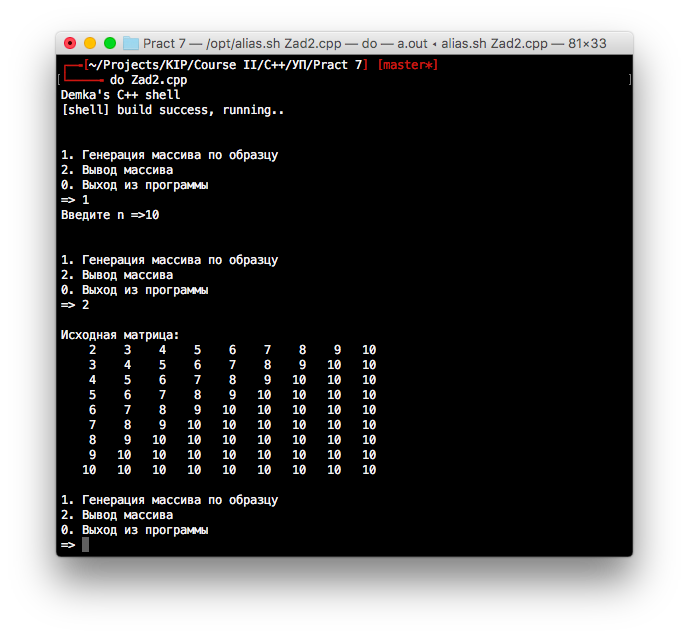 Pract 7 — /opt/alias.sh Zad2.cpp — do — a.out ◂ alias.sh Zad2.cpp — 81×33
[~/Projects/KIP/Course II/C++/УП/Pract 7] [master*]
do Zad2.cpp
Demka's C++ shell
[shell] build success, running..
1. Генерация массива по образцу
2. Вывод массива
0. Выход из программы
=> 1
Введите n =>10
1. Генерация массива по образцу
2. Вывод массива
0. Выход из программы
=> 2
Исходная матрица:
2 3 4 5 6 7 8 9 10
3 4 5 6 7 8 9 10 10
4 5 6 7 8 9 10 10 10
5 6 7 8 9 10 10 10 10
6 7 8 9 10 10 10 10 10
7 8 9 10 10 10 10 10 10
8 9 10 10 10 10 10 10 10
9 10 10 10 10 10 10 10 10
10 10 10 10 10 10 10 10 10
1. Генерация массива по образцу
2. Вывод массива
0. Выход из программы
=>